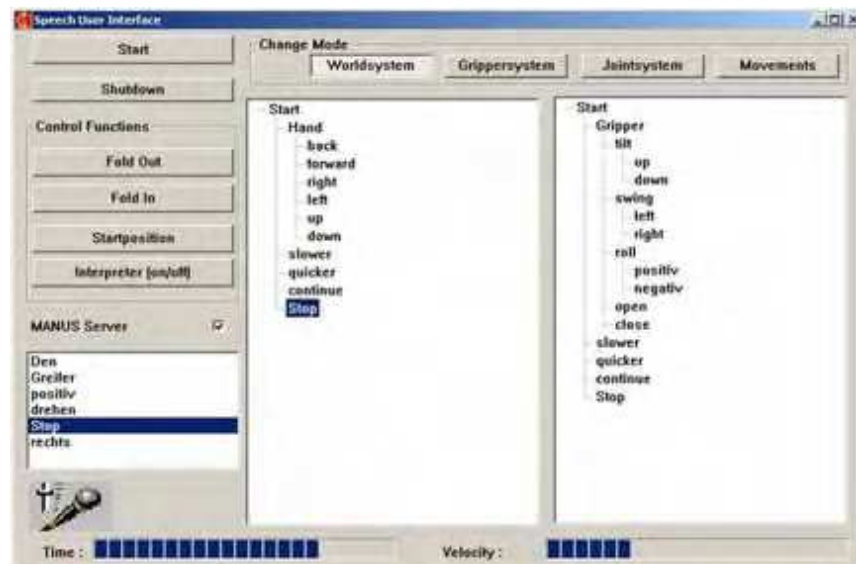 Speech User Interface
Start
Shutdown
Control Functions
Fold Out
Fold In
Startposition
Interpreter (on/off)
MANUS Server
Den
Greifer
positiv
drehen
Stop
rechts
Change Mode
Worldsystem Grippersystem Jointsystem Movements
Start
Hand
back
forward
right
left
up
down
slower
quicker
continue
Stop
Start
Gripper
tilt
up
down
swing
left
right
roll
positiv
negativ
open
close
slower
quicker
continue
Stop
Time :
Velocity :